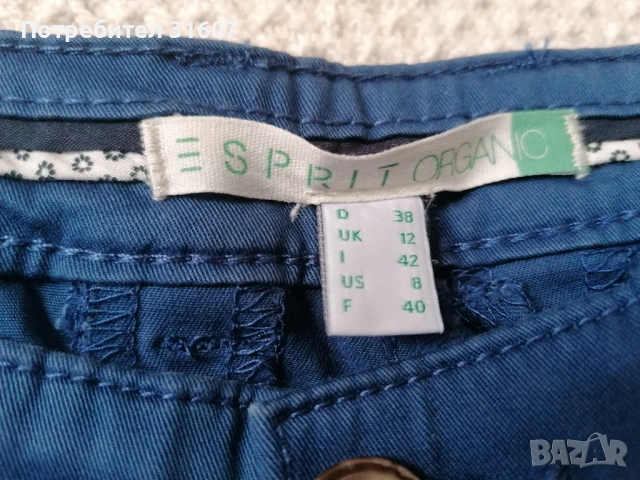 Потребител 31607
ESPRIT ORGANIC
D 38
UK 12
I 42
US 8
F 40
BAZAR